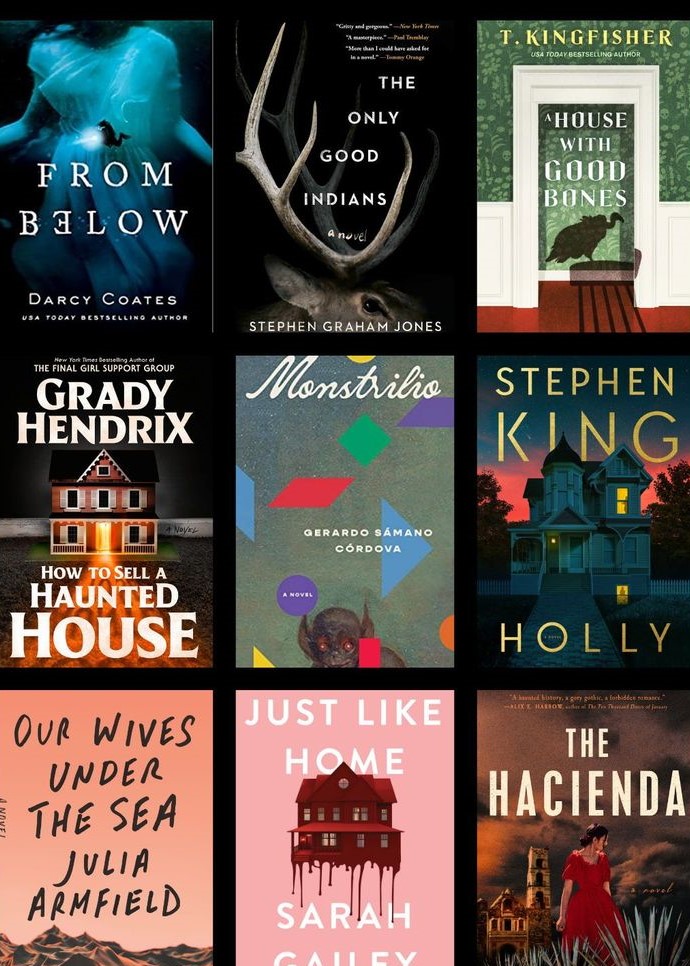 FROM
BELOW
DARCY COATES
USA TODAY BESTSELLING AUTHOR
"Gritty and gorgeous." —New York Times
"A masterpiece." —Paul Tremblay
"More than I could have asked for
in a novel." —Tommy Orange
THE
ONLY
GOOD
INDIANS
a novel
STEPHEN GRAHAM JONES
T. KINGFISHER
USA TODAY BESTSELLING AUTHOR
A HOUSE
WITH
GOOD
BONES
New York Times Bestselling Author of
THE FINAL GIRL SUPPORT GROUP
GRADY
HENDRIX
A NOVEL
HOW TO SELL A
HAUNTED
HOUSE
Monstrilio
GERARDO SÁMANO
CÓRDOVA
A NOVEL
STEPHEN
KING
HOLLY
A NOVEL
OUR WIVES
UNDER
THE SEA
A NOVEL
JULIA
ARMFIELD
JUST LIKE
HOME
SARAH
GAILEY
"A haunted history, a gory gothic, a forbidden romance."
—ALIX E. HARROW, author of The Ten Thousand Doors of January
THE
HACIENDA
a novel